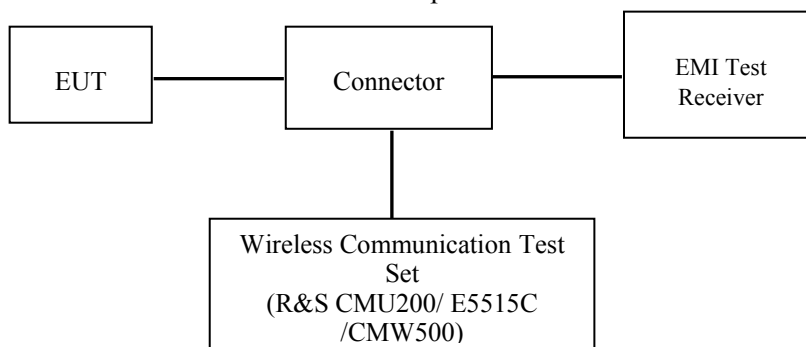 EUT
Connector
EMI Test
Receiver
Wireless Communication Test
Set
(R&S CMU200/ E5515C
/CMW500)